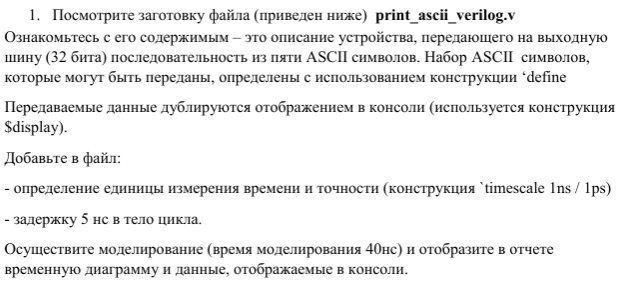 1. Посмотрите заготовку файла (приведен ниже) print_ascii_verilog.v
Ознакомьтесь с его содержимым – это описание устройства, передающего на выходную
шину (32 бита) последовательность из пяти ASCII символов. Набор ASCII символов,
которые могут быть переданы, определены с использованием конструкции ‘define
Передаваемые данные дублируются отображением в консоли (используется конструкция
$display).
Добавьте в файл:
- определение единицы измерения времени и точности (конструкция `timescale 1ns / 1ps)
- задержку 5 нс в тело цикла.
Осуществите моделирование (время моделирования 40нс) и отобразите в отчете
временную диаграмму и данные, отображаемые в консоли.